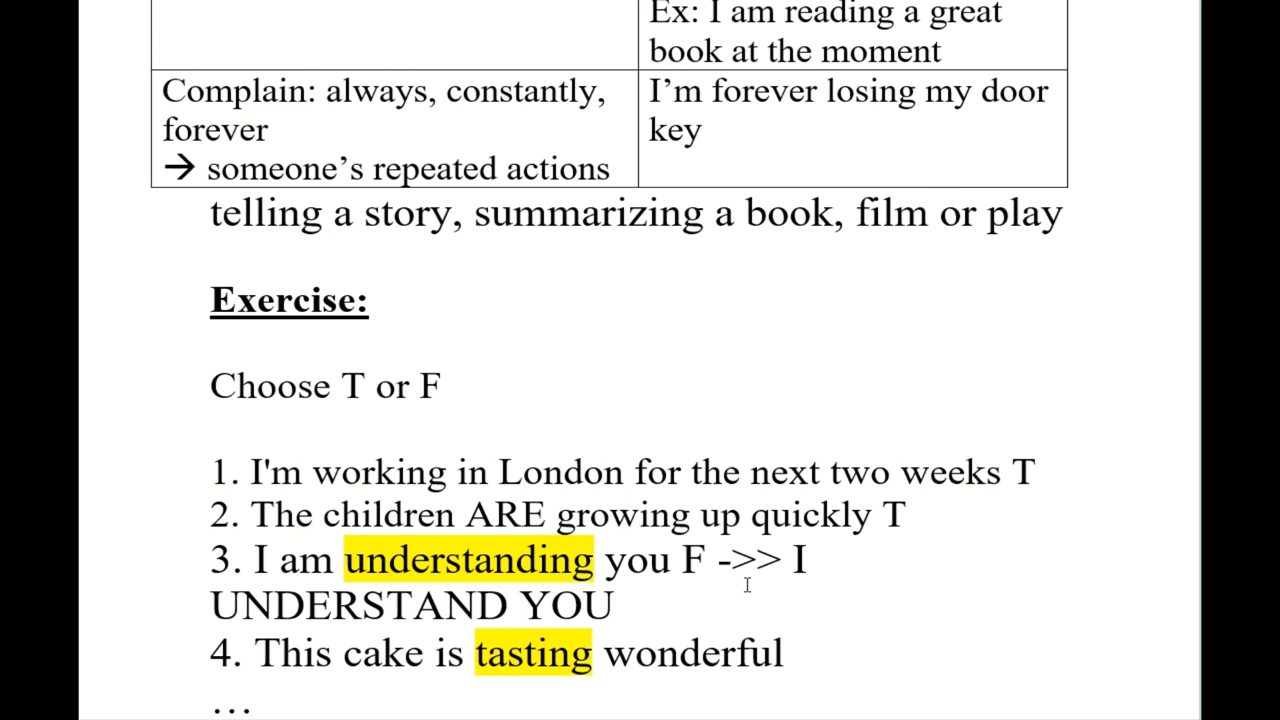 Ex: I am reading a great
book at the moment
Complain: always, constantly,
forever
→ someone’s repeated actions
I’m forever losing my door
key
telling a story, summarizing a book, film or play
Exercise:
Choose T or F
1. I'm working in London for the next two weeks T
2. The children ARE growing up quickly T
3. I am understanding you F ->> I
UNDERSTAND YOU
4. This cake is tasting wonderful
…